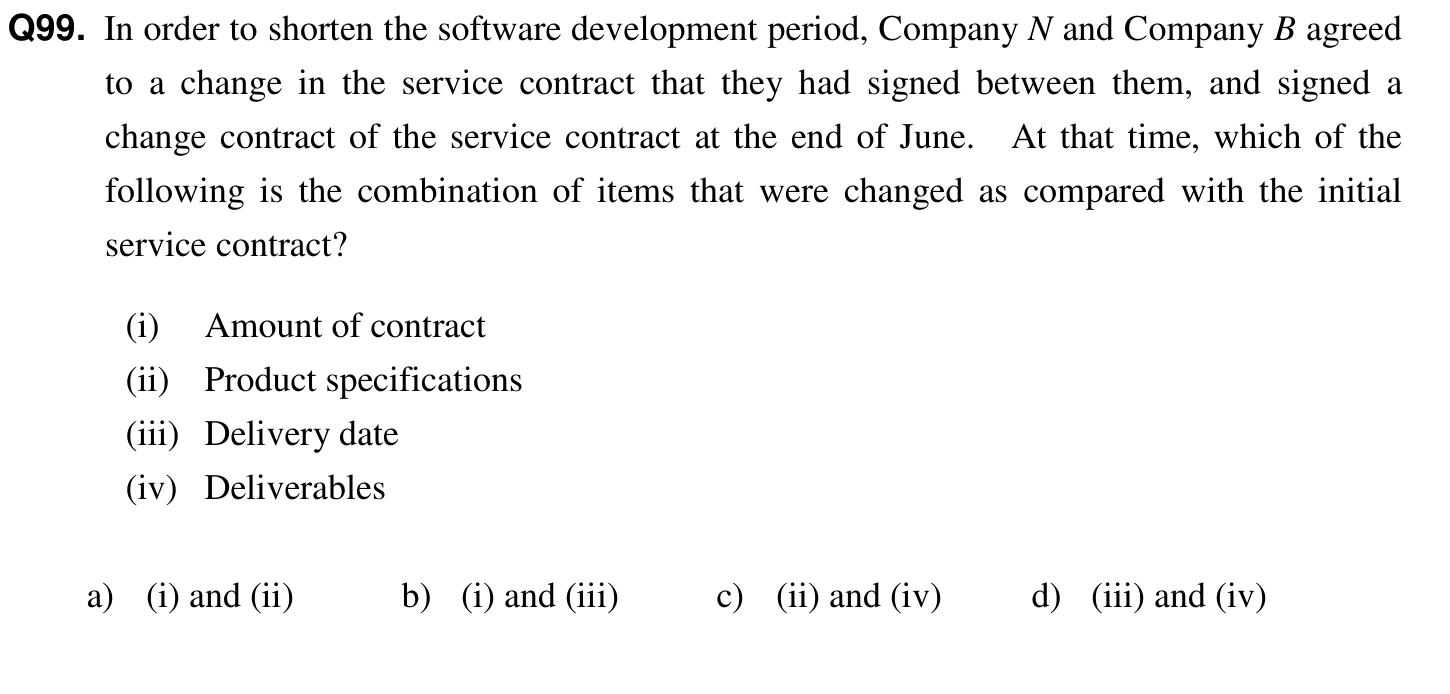 Q99. In order to shorten the software development period, Company N and Company B agreed
to a change in the service contract that they had signed between them, and signed a
change contract of the service contract at the end of June. At that time, which of the
following is the combination of items that were changed as compared with the initial
service contract?
(i) Amount of contract
(ii) Product specifications
(iii) Delivery date
(iv) Deliverables
a) (i) and (ii) b) (i) and (iii) c) (ii) and (iv) d) (iii) and (iv)